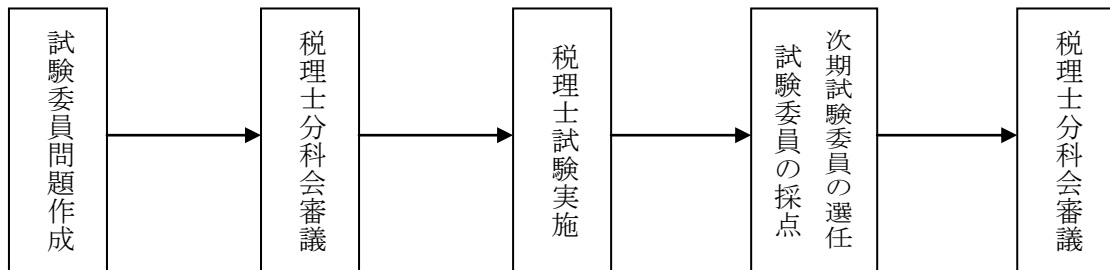 試験委員問題作成
税理士分科会審議
税理士試験実施
次期試験委員の選任
試験委員の採点
税理士分科会審議